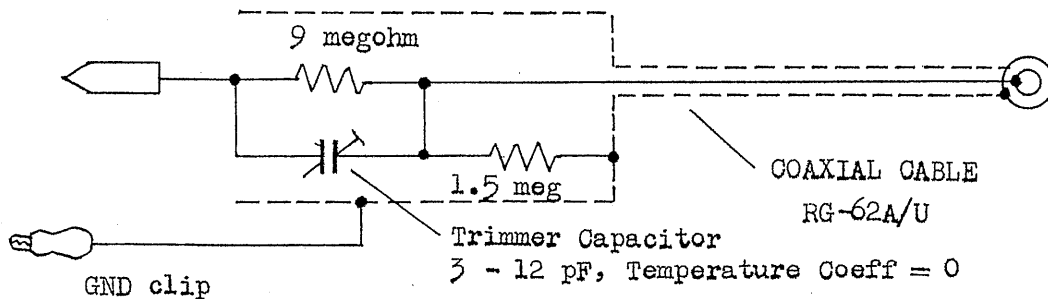 9 megohm
1.5 meg
COAXIAL CABLE
RG-62A/U
Trimmer Capacitor
3 - 12 pF, Temperature Coeff = 0
GND clip